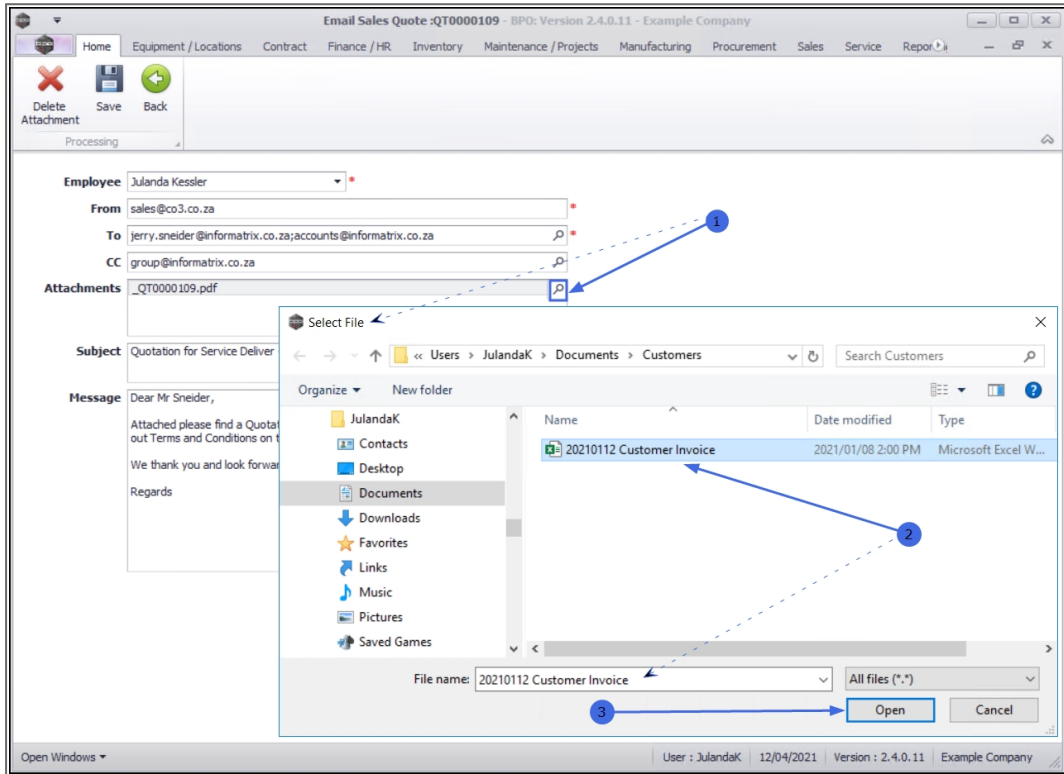 Email Sales Quote :QT0000109 - BPO: Version 2.4.0.11 - Example Company
Home Equipment / Locations Contract Finance / HR Inventory Maintenance / Projects Manufacturing Procurement Sales Service Repor
Delete Attachment
Save
Back
Processing
Employee Julanda Kessler *
From sales@co3.co.za *
To jerry.sneider@informatrix.co.za;accounts@informatrix.co.za *
CC group@informatrix.co.za
Attachments _QT0000109.pdf
1
Select File
« Users › JulandaK › Documents › Customers
Search Customers
Organize
New folder
Subject Quotation for Service Deliver
Message Dear Mr Sneider,
Attached please find a Quotat
out Terms and Conditions on t
We thank you and look forwar
Regards
JulandaK
Contacts
Desktop
Documents
Downloads
Favorites
Links
Music
Pictures
Saved Games
Name Date modified Type
20210112 Customer Invoice 2021/01/08 2:00 PM Microsoft Excel W...
2
File name: 20210112 Customer Invoice
All files (*.*)
3
Open
Cancel
Open Windows
User : JulandaK 12/04/2021 Version : 2.4.0.11 Example Company